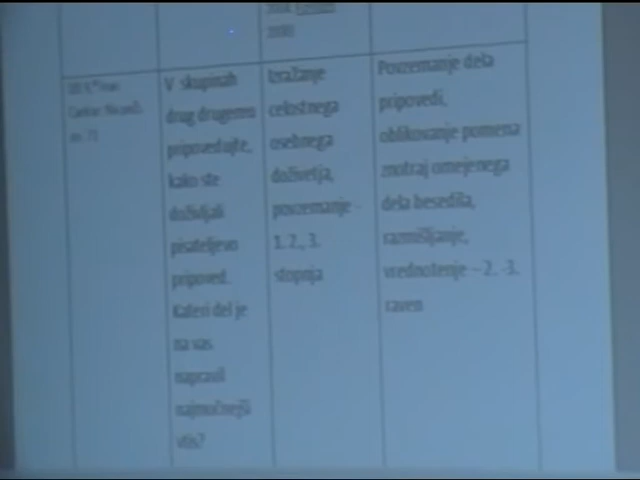 V skupinah
drug drugemu
pripovedujte,
kako ste
doživljali
pisateljevo
pripoved.
Kateri del je
na vas
napravil
najmočnejši
vtis?
Izražanje
celostnega
osebnega
doživetja,
povzemanje -
1. 2., 3.
stopnja
Povzemanje dela
pripovedi,
oblikovanje pomena
znotraj omejenega
dela besedila,
razmišljanje,
vrednotenje – 2. -3.
raven